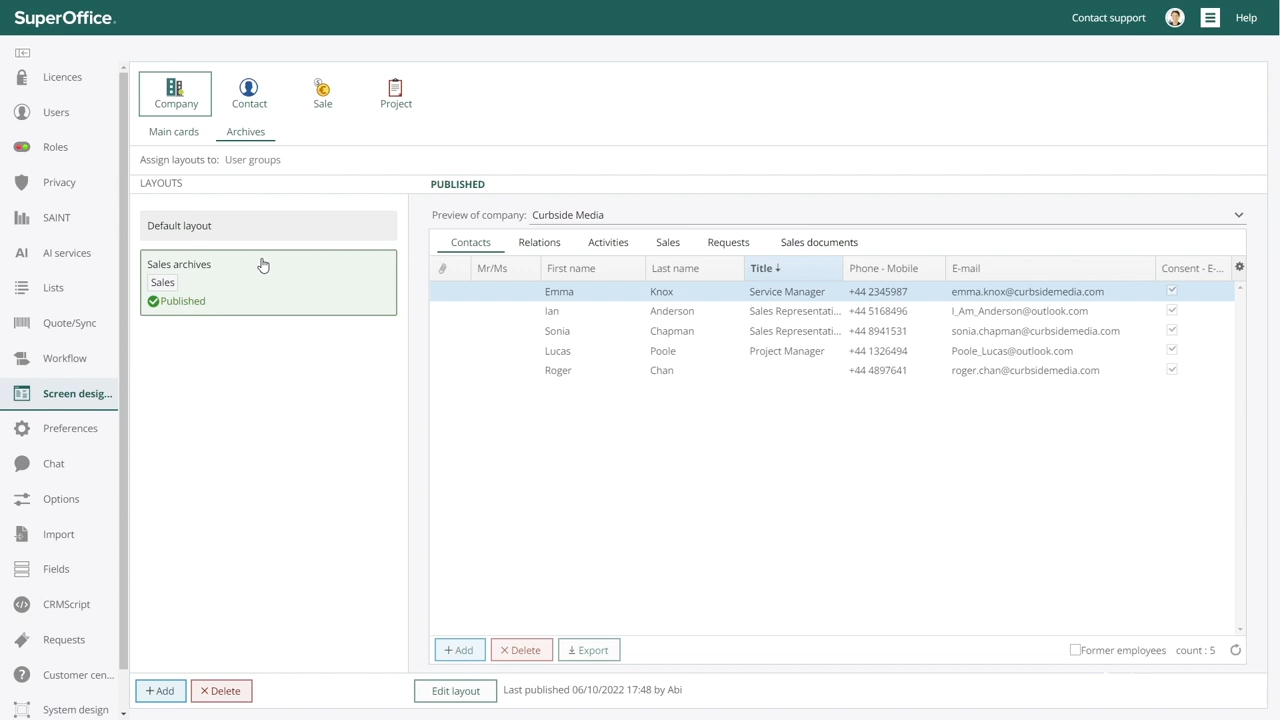 SuperOffice.
Contact support
Help
Licences
Users
Roles
Privacy
SAINT
AI
AI services
Lists
Quote/Sync
Workflow
Screen desig...
Preferences
Chat
Options
Import
Fields
CRMScript
Requests
Customer cen...
System design
Company
Contact
Sale
Project
Main cards
Archives
Assign layouts to: User groups
LAYOUTS
Default layout
Sales archives
Sales
Published
+ Add
Delete
PUBLISHED
Preview of company: Curbside Media
Contacts Relations Activities Sales Requests Sales documents
Mr/Ms First name Last name Title Phone - Mobile E-mail Consent - E-...
Emma Knox Service Manager +44 2345987 emma.knox@curbsidemedia.com
Ian Anderson Sales Representati... +44 5168496 I_Am_Anderson@outlook.com
Sonia Chapman Sales Representati... +44 8941531 sonia.chapman@curbsidemedia.com
Lucas Poole Project Manager +44 1326494 Poole_Lucas@outlook.com
Roger Chan +44 4897641 roger.chan@curbsidemedia.com
+ Add Delete Export Former employees count : 5
Edit layout Last published 06/10/2022 17:48 by Abi